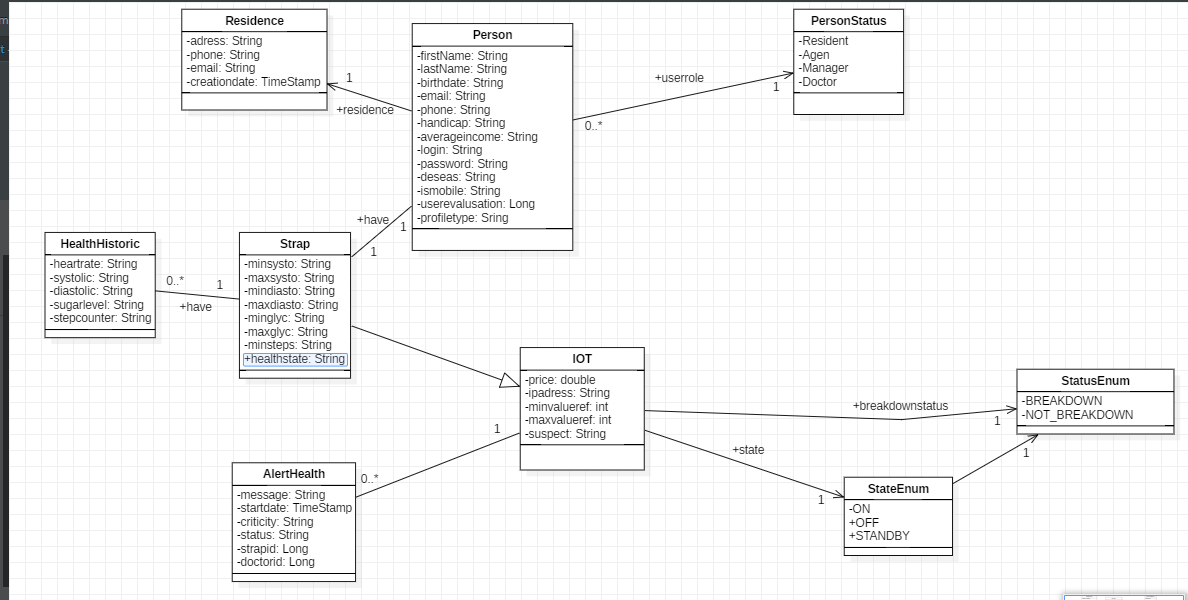 Residence
-adress: String
-phone: String
-email: String
-creationdate: TimeStamp
1
+residence
Person
-firstName: String
-lastName: String
-birthdate: String
-email: String
-phone: String
-handicap: String
-averageincome: String
-login: String
-password: String
-deseas: String
-ismobile: String
-userevalusation: Long
-profiletype: Sring
+userrole
0..*
1
PersonStatus
-Resident
-Agen
-Manager
-Doctor
+have
1
1
HealthHistoric
-heartrate: String
-systolic: String
-diastolic: String
-sugarlevel: String
-stepcounter: String
0..*
1
+have
Strap
-minsysto: String
-maxsysto: String
-mindiasto: String
-maxdiasto: String
-minglyc: String
-maxglyc: String
-minsteps: String
+healthstate: String
IOT
-price: double
-ipadress: String
-minvalueref: int
-maxvalueref: int
-suspect: String
+breakdownstatus
1
StatusEnum
-BREAKDOWN
-NOT_BREAKDOWN
1
0..*
AlertHealth
-message: String
-startdate: TimeStamp
-criticity: String
-status: String
-strapid: Long
-doctorid: Long
+state
1
StateEnum
-ON
+OFF
+STANDBY
1